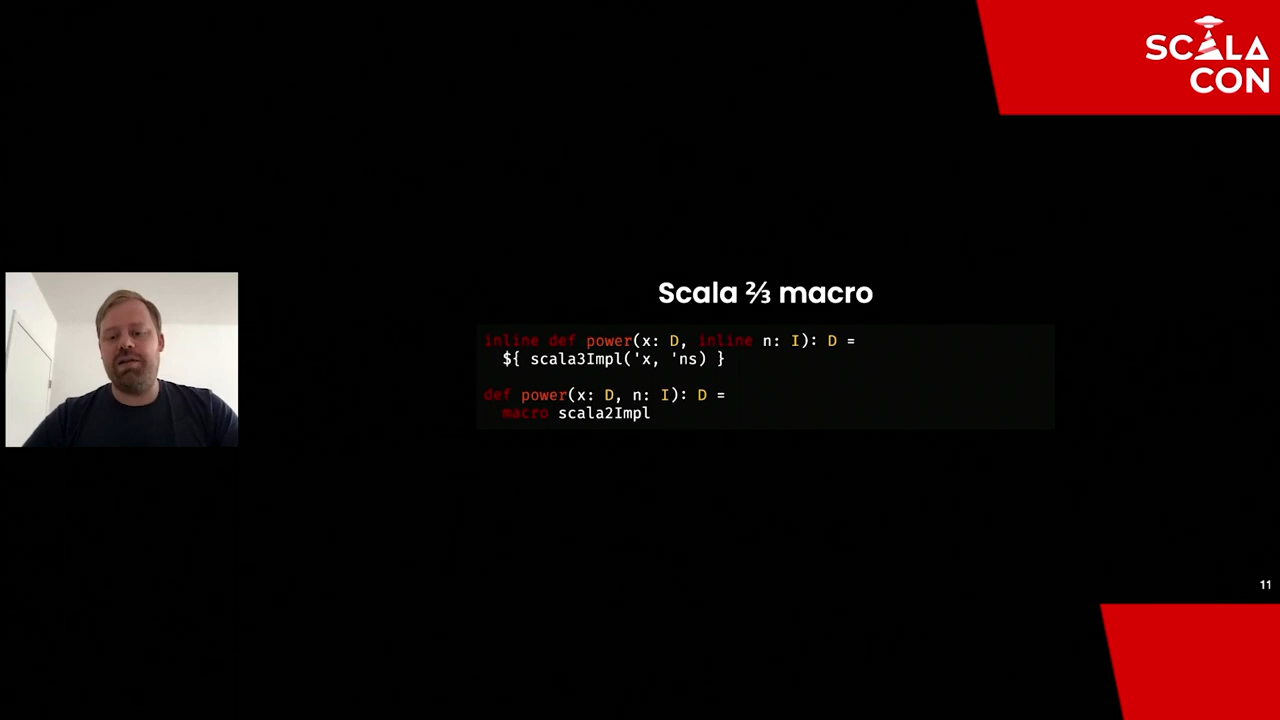 SCALA
CON
Scala ⅔ macro
inline def power(x: D, inline n: I): D =
${ scala3Impl('x, 'ns) }
def power(x: D, n: I): D =
macro scala2Impl
11